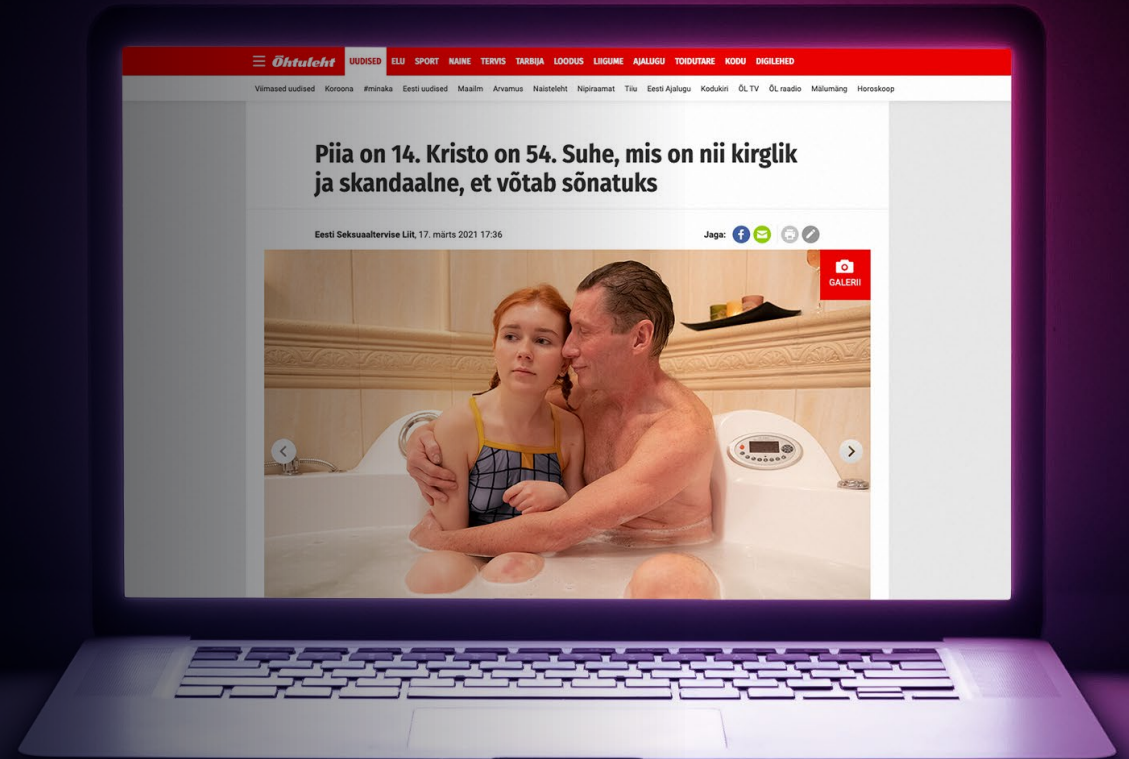 Õhtuleht UUDISED ELU SPORT NAINE TERVIS TARBIJA LOODUS LIIGUME AJALUGU TOIDUTARE KODU DIGILEHED
Viimased uudised Koroona #minaka Eesti uudised Maailm Arvamus Naisteleht Nipiraamat Tiiu Eesti Ajalugu Kodukiri ÕL TV ÕL raadio Mälumäng Horoskoop
Piia on 14. Kristo on 54. Suhe, mis on nii kirglik
ja skandaalne, et võtab sõnatuks
Eesti Seksuaaltervise Liit, 17. märts 2021 17:36
Jaga:
GALERII